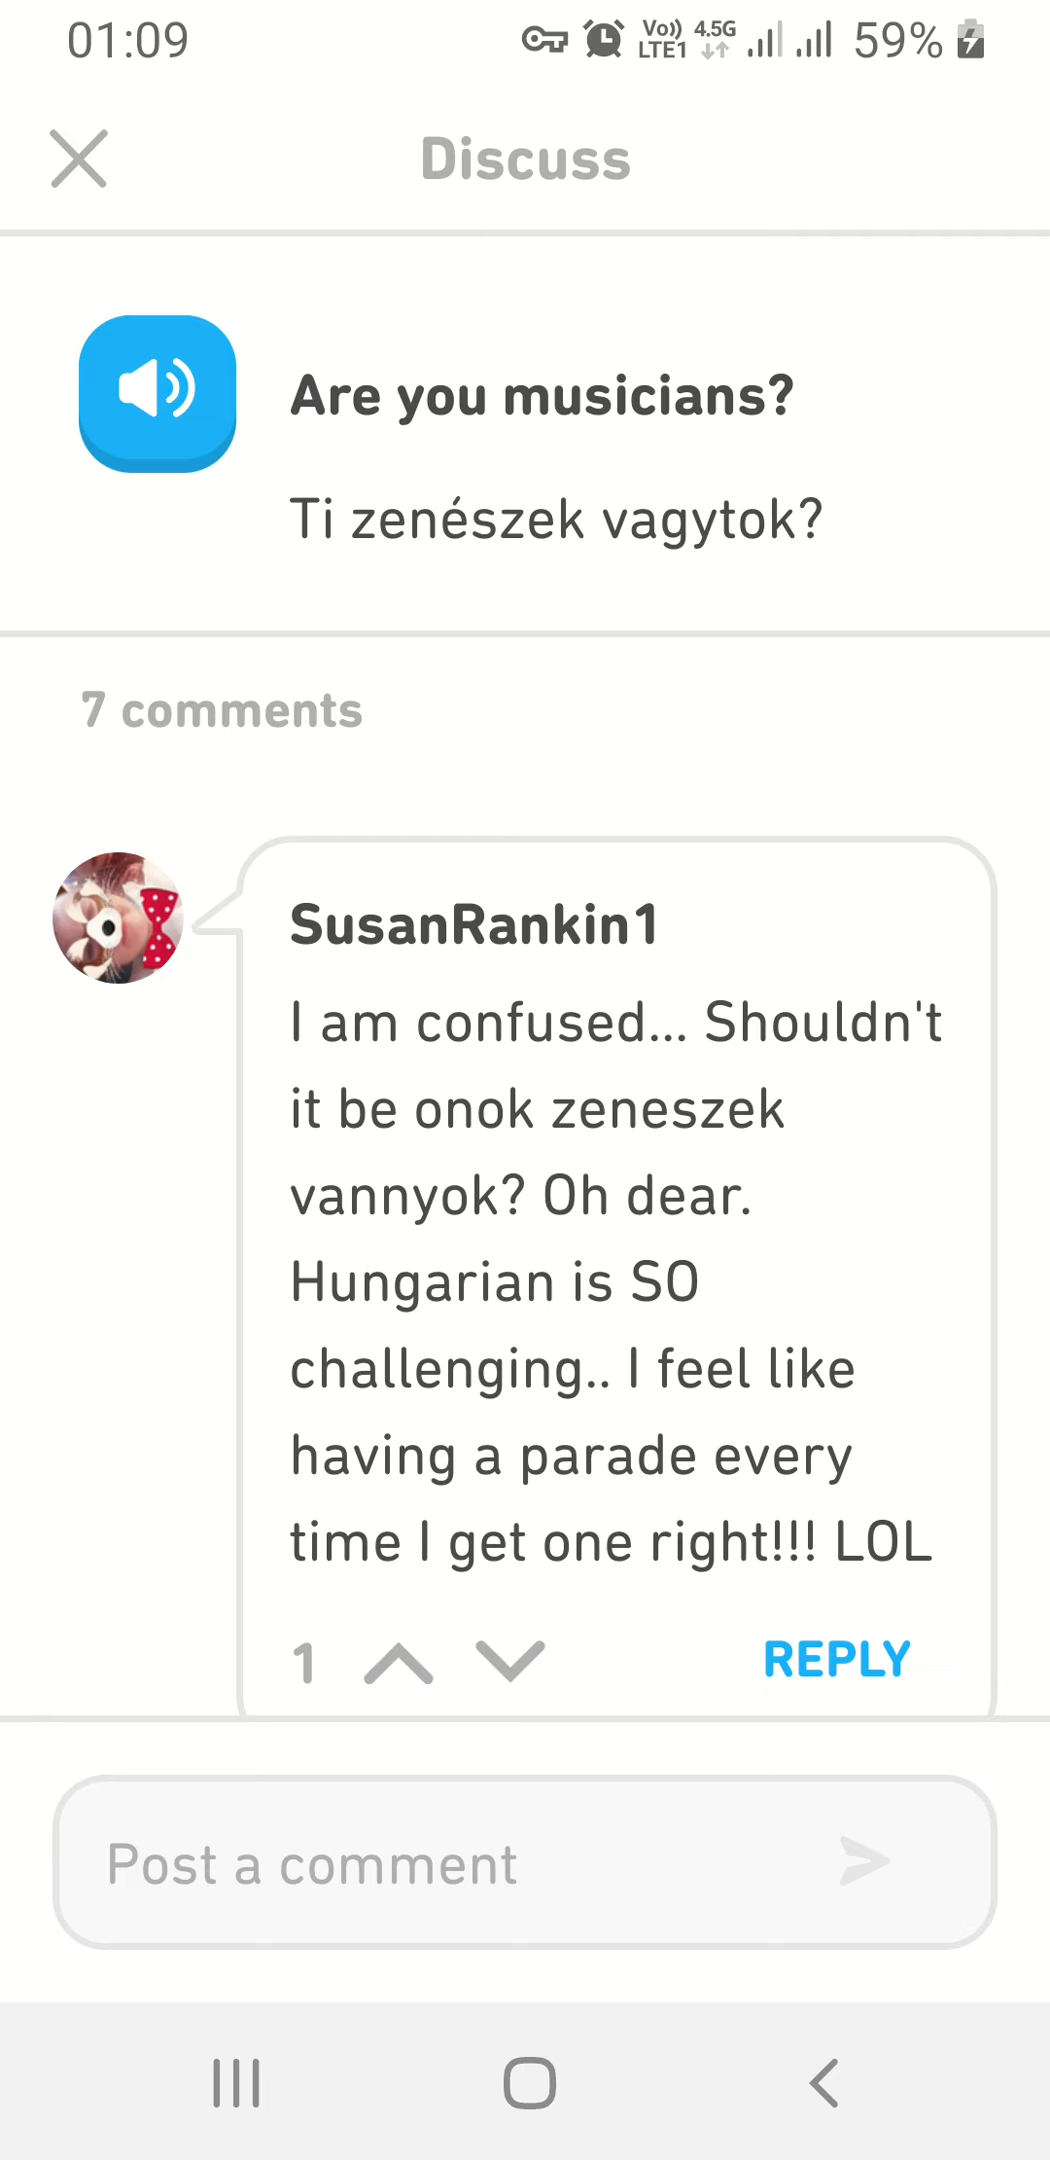 01:09 Vo)) LTE1 4.5G 59%
Discuss
Are you musicians?
Ti zenészek vagytok?
7 comments
SusanRankin1
I am confused... Shouldn't
it be onok zeneszek
vannyok? Oh dear.
Hungarian is SO
challenging.. I feel like
having a parade every
time I get one right!!! LOL
1 REPLY
Post a comment